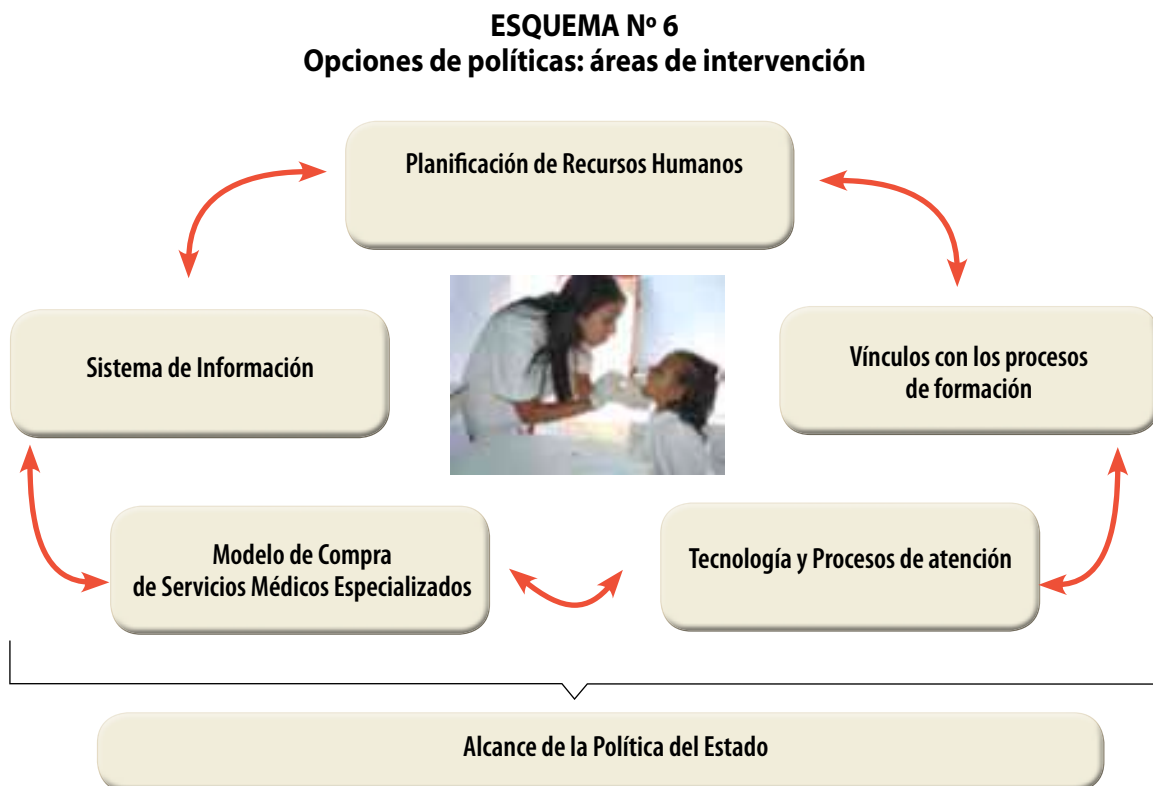 ESQUEMA Nº 6
Opciones de políticas: áreas de intervención
Planificación de Recursos Humanos
Sistema de Información
Vínculos con los procesos
de formación
Modelo de Compra
de Servicios Médicos Especializados
Tecnología y Procesos de atención
Alcance de la Política del Estado